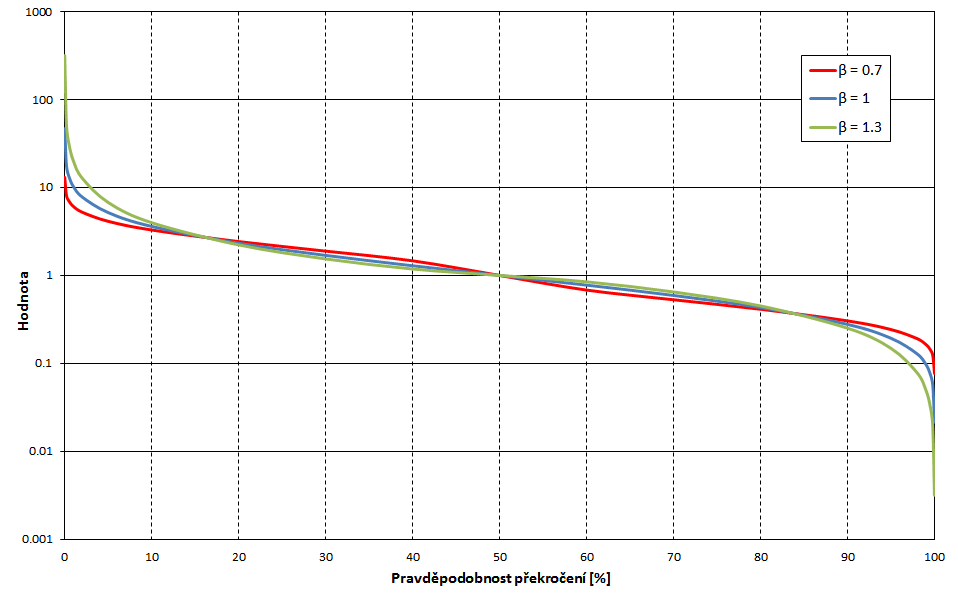 1000
100
10
1
0.1
0.01
0.001
Hodnota
β = 0.7
β = 1
β = 1.3
0 10 20 30 40 50 60 70 80 90 100
Pravděpodobnost překročení [%]